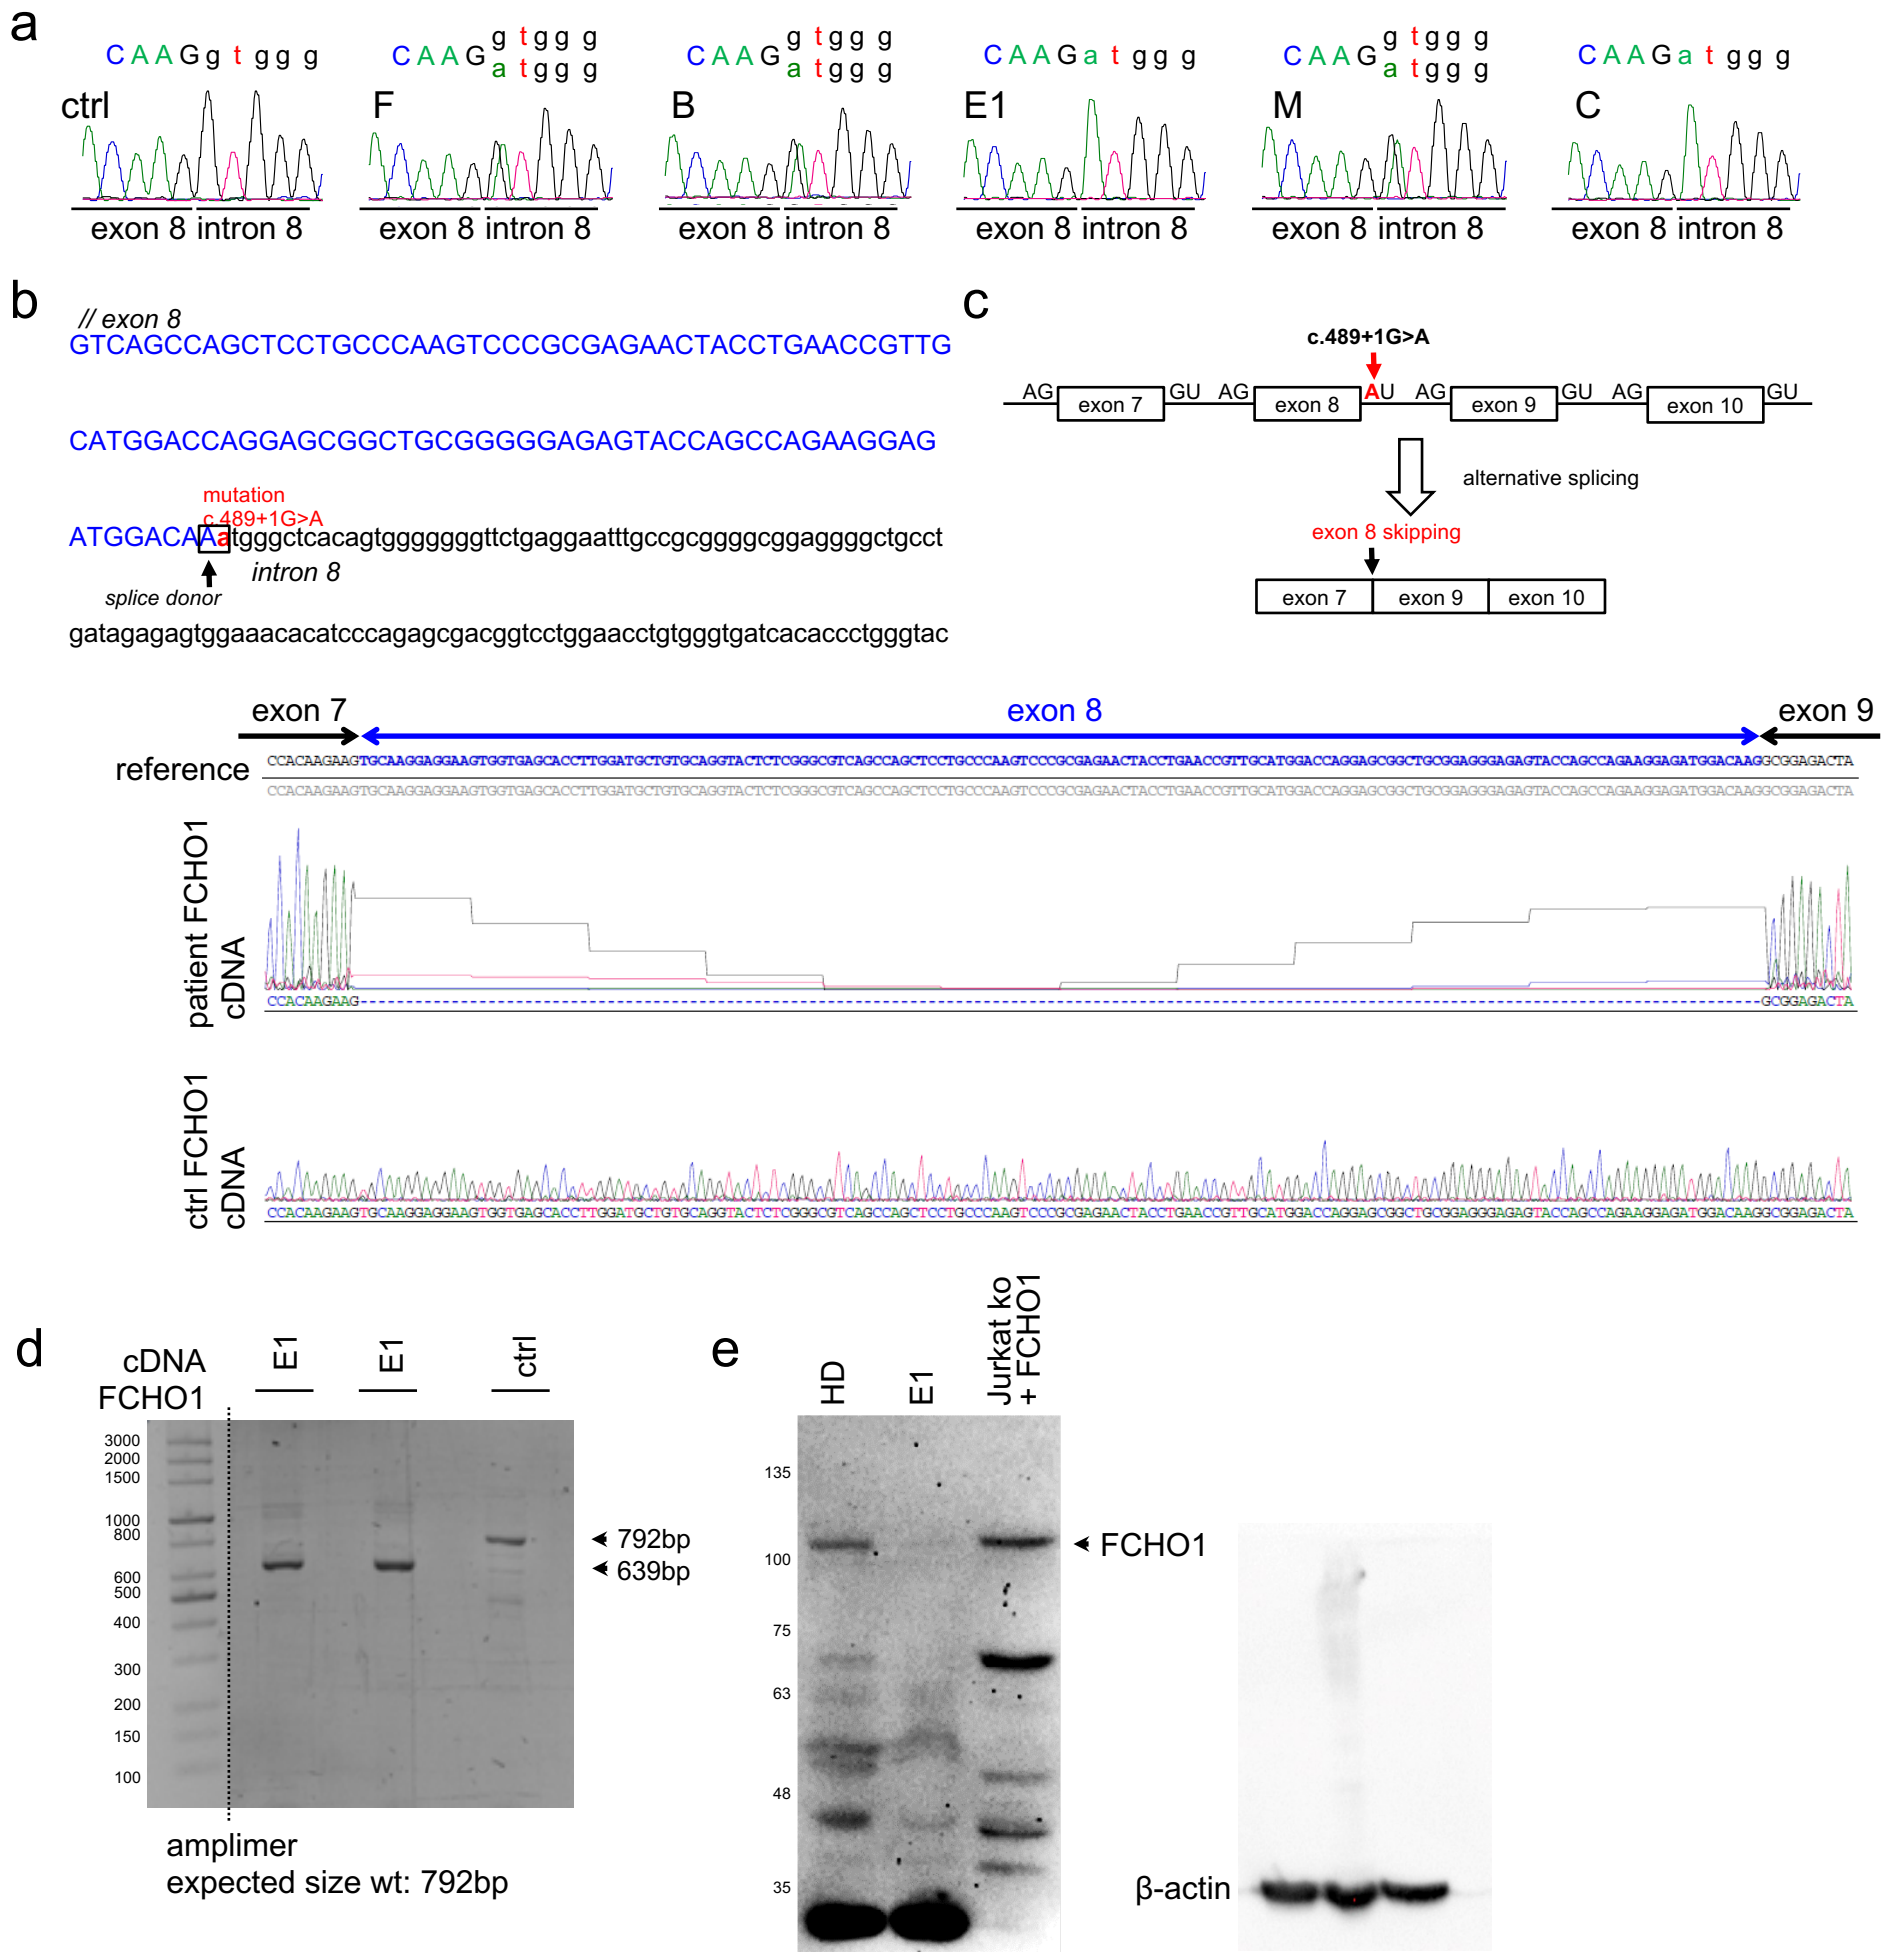 a
C A A G g t g g g
C A A G g t g g g
a t g g g
C A A G g t g g g
a t g g g
C A A G a t g g g
C A A G g t g g g
a t g g g
C A A G a t g g g
ctrl
F
B
E1
M
C
exon 8 intron 8
exon 8 intron 8
exon 8 intron 8
exon 8 intron 8
exon 8 intron 8
exon 8 intron 8
b
// exon 8
GTCAGCCAGCTCCTGCCCAAGTCCCGCGAGAACTACCTGAACCGTTG
CATGGACCAGGAGCGGCTGCGGGGGAGAGTACCAGCCAGAAGGAG
mutation
c.489+1G>A
ATGGACAAatgggctcacagtgggggggttctgaggaatttgccgcggggcggaggggctgcct
intron 8
splice donor
gatagagagtggaaacacatcccagagcgacggtcctggaacctgtgggtgatcacaccctgggtac
c
c.489+1G>A
AG exon 7 GU AG exon 8 AU AG exon 9 GU AG exon 10 GU
alternative splicing
exon 8 skipping
exon 7 exon 9 exon 10
exon 7 exon 8 exon 9
reference
CCACAAGAAGTGCAAGGAGGAAGTGGTGAGCACCTTGGATGCTGTGCAGGTACTCTCGGGCGTCAGCCAGCTCCTGCCCAAGTCCCGCGAGAACTACCTGAACCGTTGCATGGACCAGGAGCGGCTGCGGAGGGAGAGTACCAGCCAGAAGGAGATGGACAAGGCGGAGACTA
CCACAAGAAGTGCAAGGAGGAAGTGGTGAGCACCTTGGATGCTGTGCAGGTACTCTCGGGCGTCAGCCAGCTCCTGCCCAAGTCCCGCGAGAACTACCTGAACCGTTGCATGGACCAGGAGCGGCTGCGGAGGGAGAGTACCAGCCAGAAGGAGATGGACAAGGCGGAGACTA
patient FCHO1
cDNA
CCACAAGAAG----------GCGGAGACTA
ctrl FCHO1
cDNA
CCACAAGAAGTGCAAGGAGGAAGTGGTGAGCACCTTGGATGCTGTGCAGGTACTCTCGGGCGTCAGCCAGCTCCTGCCCAAGTCCCGCGAGAACTACCTGAACCGTTGCATGGACCAGGAGCGGCTGCGGAGGGAGAGTACCAGCCAGAAGGAGATGGACAAGGCGGAGACTA
d
cDNA
FCHO1
E1
E1
ctrl
3000
2000
1500
1000
800
600
500
400
300
200
150
100
792bp
639bp
amplimer
expected size wt: 792bp
e
HD
E1
Jurkat ko
+ FCHO1
135
100
75
63
48
35
FCHO1
β-actin